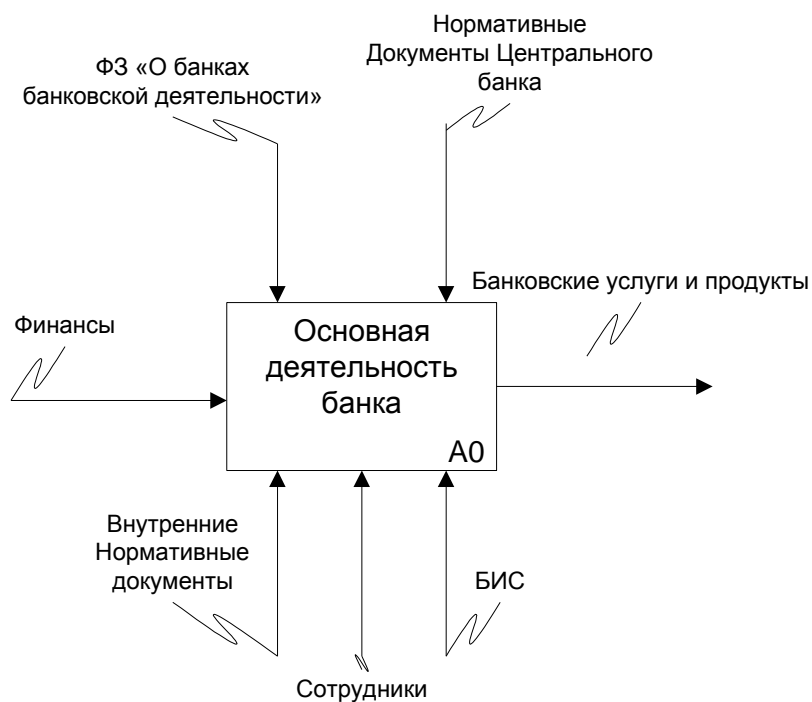 Нормативные
Документы Центрального
банка
ФЗ «О банках
банковской деятельности»
Банковские услуги и продукты
Финансы
Основная
деятельность
банка
A0
Внутренние
Нормативные
документы
БИС
Сотрудники